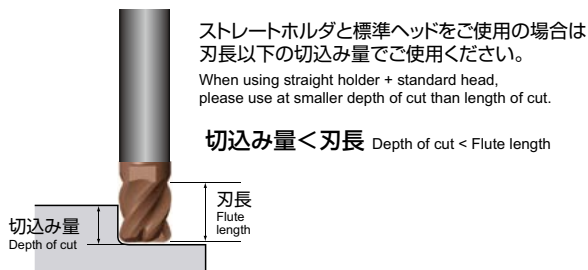 ストレートホルダと標準ヘッドをご使用の場合は
刃長以下の切込み量でご使用ください。
When using straight holder + standard head,
please use at smaller depth of cut than length of cut.
切込み量＜刃長 Depth of cut < Flute length
刃長
Flute
length
切込み量
Depth of cut